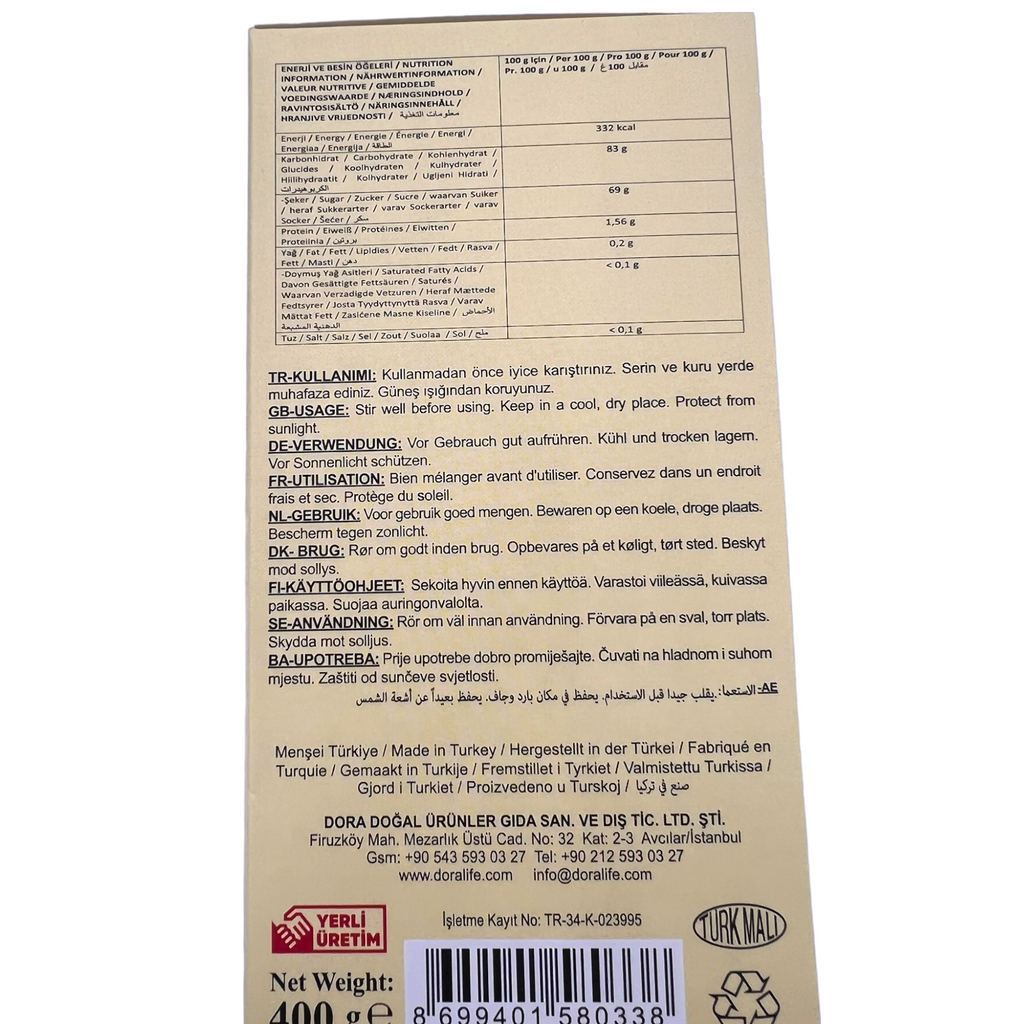 ENERJİ VE BESİN ÖĞELERİ / NUTRITION
INFORMATION / NÄHRWERTINFORMATION /
VALEUR NUTRITIVE / GEMIDDELDE
VOEDINGSWAARDE / NÆRINGSINDHOLD /
RAVINTOSISÄLTÖ / NÄRINGSINNEHÅLL /
HRANJIVE VRIJEDNOSTI / معلومات التغذية
100 g için / Per 100 g / Pro 100 g / Pour 100 g /
Pr. 100 g / u 100 g / مقابل 100 غ
Enerji / Energy / Energie / Énergie / Energi /
Energiaa / Energija / الطاقة
332 kcal
Karbonhidrat / Carbohydrate / Kohlenhydrat /
Glucides / Koolhydraten / Kulhydrater /
Hiilihydraatit / Kolhydrater / Ugljeni Hidrati /
الكربوهيدرات
83 g
-Şeker / Sugar / Zucker / Sucre / waarvan Suiker
/ heraf Sukkerarter / varav Sockerarter / varav
Socker / Šećer / سكر
69 g
Protein / Eiweiß / Protéines / Eiwitten /
Proteiinia / بروتين
1,56 g
Yağ / Fat / Fett / Lipidies / Vetten / Fedt / Rasva /
Fett / Masti / دهن
0,2 g
-Doymuş Yağ Asitleri / Saturated Fatty Acids /
Davon Gesättigte Fettsäuren / Saturés /
Waarvan Verzadigde Vetzuren / Heraf Mættede
Fedtsyrer / Josta Tyydyttynyttä Rasva / Varav
Mättat Fett / Zasićene Masne Kiseline / الأحماض
الدهنية المشبعة
< 0,1 g
Tuz / Salt / Salz / Sel / Zout / Suolaa / Sol / ملح
< 0,1 g
TR-KULLANIMI: Kullanmadan önce iyice karıştırınız. Serin ve kuru yerde
muhafaza ediniz. Güneş ışığından koruyunuz.
GB-USAGE: Stir well before using. Keep in a cool, dry place. Protect from
sunlight.
DE-VERWENDUNG: Vor Gebrauch gut aufrühren. Kühl und trocken lagern.
Vor Sonnenlicht schützen.
FR-UTILISATION: Bien mélanger avant d'utiliser. Conservez dans un endroit
frais et sec. Protège du soleil.
NL-GEBRUIK: Voor gebruik goed mengen. Bewaren op een koele, droge plaats.
Bescherm tegen zonlicht.
DK- BRUG: Rør om godt inden brug. Opbevares på et køligt, tørt sted. Beskyt
mod sollys.
FI-KÄYTTÖOHJEET: Sekoita hyvin ennen käyttöä. Varastoi viileässä, kuivassa
paikassa. Suojaa auringonvalolta.
SE-ANVÄNDNING: Rör om väl innan användning. Förvara på en sval, torr plats.
Skydda mot solljus.
BA-UPOTREBA: Prije upotrebe dobro promiješajte. Čuvati na hladnom i suhom
mjestu. Zaštiti od sunčeve svjetlosti.
AE-الاستعما: يقلب جيدا قبل الاستخدام. يحفظ في مكان بارد وجاف. يحفظ بعيداً عن أشعة الشمس
Menşei Türkiye / Made in Turkey / Hergestellt in der Türkei / Fabriqué en
Turquie / Gemaakt in Turkije / Fremstillet i Tyrkiet / Valmistettu Turkissa /
Gjord i Turkiet / Proizvedeno u Turskoj / صنع في تركيا
DORA DOĞAL ÜRÜNLER GIDA SAN. VE DIŞ TİC. LTD. ŞTİ.
Firuzköy Mah. Mezarlık Üstü Cad. No: 32 Kat: 2-3 Avcılar/İstanbul
Gsm: +90 543 593 03 27 Tel: +90 212 593 03 27
www.doralife.com info@doralife.com
YERLİ
ÜRETİM
İşletme Kayıt No: TR-34-K-023995
TÜRK MALI
Net Weight:
400 g e
8 699401 580338